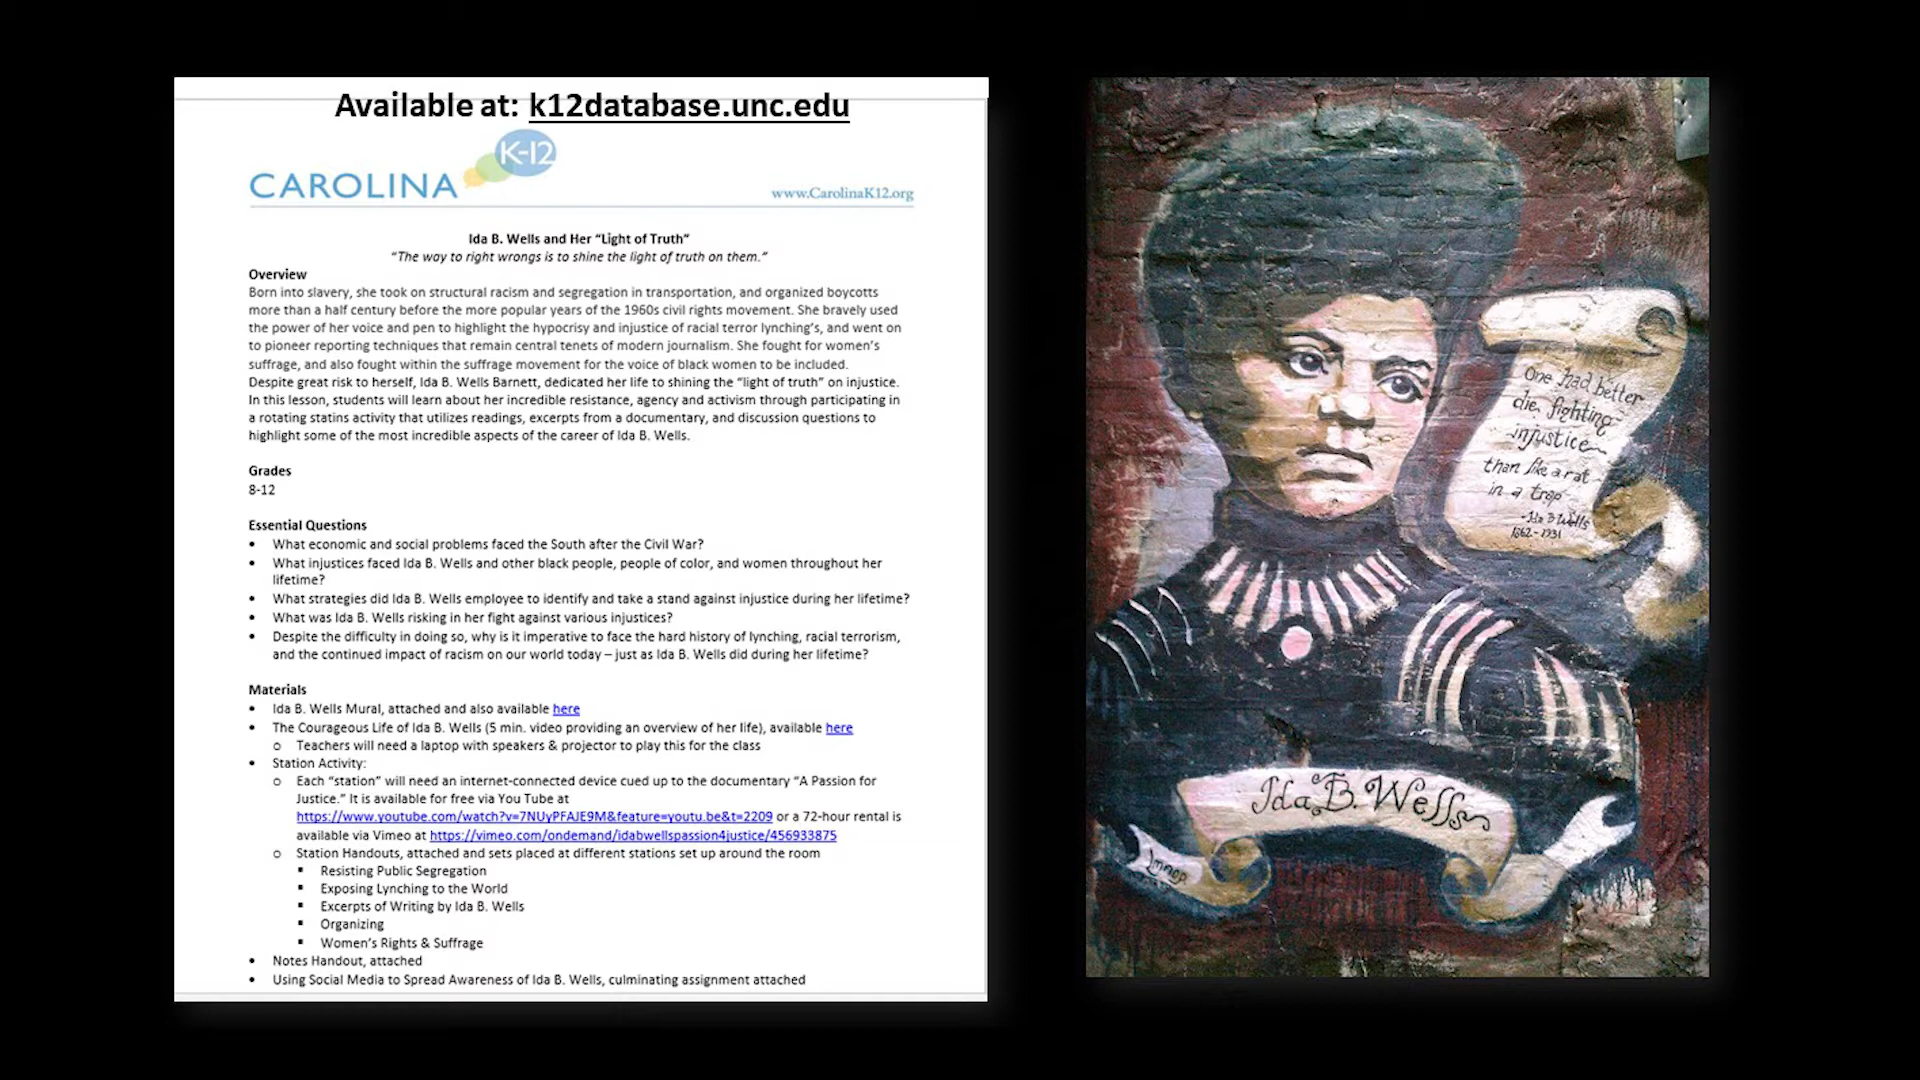 Available at: k12database.unc.edu
CAROLINA K-12
www.CarolinaK12.org
Ida B. Wells and Her “Light of Truth”
“The way to right wrongs is to shine the light of truth on them.”
Overview
Born into slavery, she took on structural racism and segregation in transportation, and organized boycotts
more than a half century before the more popular years of the 1960s civil rights movement. She bravely used
the power of her voice and pen to highlight the hypocrisy and injustice of racial terror lynching’s, and went on
to pioneer reporting techniques that remain central tenets of modern journalism. She fought for women’s
suffrage, and also fought within the suffrage movement for the voice of black women to be included.
Despite great risk to herself, Ida B. Wells Barnett, dedicated her life to shining the “light of truth” on injustice.
In this lesson, students will learn about her incredible resistance, agency and activism through participating in
a rotating statins activity that utilizes readings, excerpts from a documentary, and discussion questions to
highlight some of the most incredible aspects of the career of Ida B. Wells.
Grades
8-12
Essential Questions
• What economic and social problems faced the South after the Civil War?
• What injustices faced Ida B. Wells and other black people, people of color, and women throughout her
lifetime?
• What strategies did Ida B. Wells employee to identify and take a stand against injustice during her lifetime?
• What was Ida B. Wells risking in her fight against various injustices?
• Despite the difficulty in doing so, why is it imperative to face the hard history of lynching, racial terrorism,
and the continued impact of racism on our world today – just as Ida B. Wells did during her lifetime?
Materials
• Ida B. Wells Mural, attached and also available here
• The Courageous Life of Ida B. Wells (5 min. video providing an overview of her life), available here
o Teachers will need a laptop with speakers & projector to play this for the class
• Station Activity:
o Each “station” will need an internet-connected device cued up to the documentary “A Passion for
Justice.” It is available for free via You Tube at
https://www.youtube.com/watch?v=7NUyPFAJE9M&feature=youtu.be&t=2209 or a 72-hour rental is
available via Vimeo at https://vimeo.com/ondemand/idabwellspassion4justice/456933875
o Station Handouts, attached and sets placed at different stations set up around the room
▪ Resisting Public Segregation
▪ Exposing Lynching to the World
▪ Excerpts of Writing by Ida B. Wells
▪ Organizing
▪ Women’s Rights & Suffrage
• Notes Handout, attached
• Using Social Media to Spread Awareness of Ida B. Wells, culminating assignment attached
One had better
die fighting
injustice
than like a rat
in a trap
-Ida B Wells
1862-1931
Ida B. Wells
Lmnop